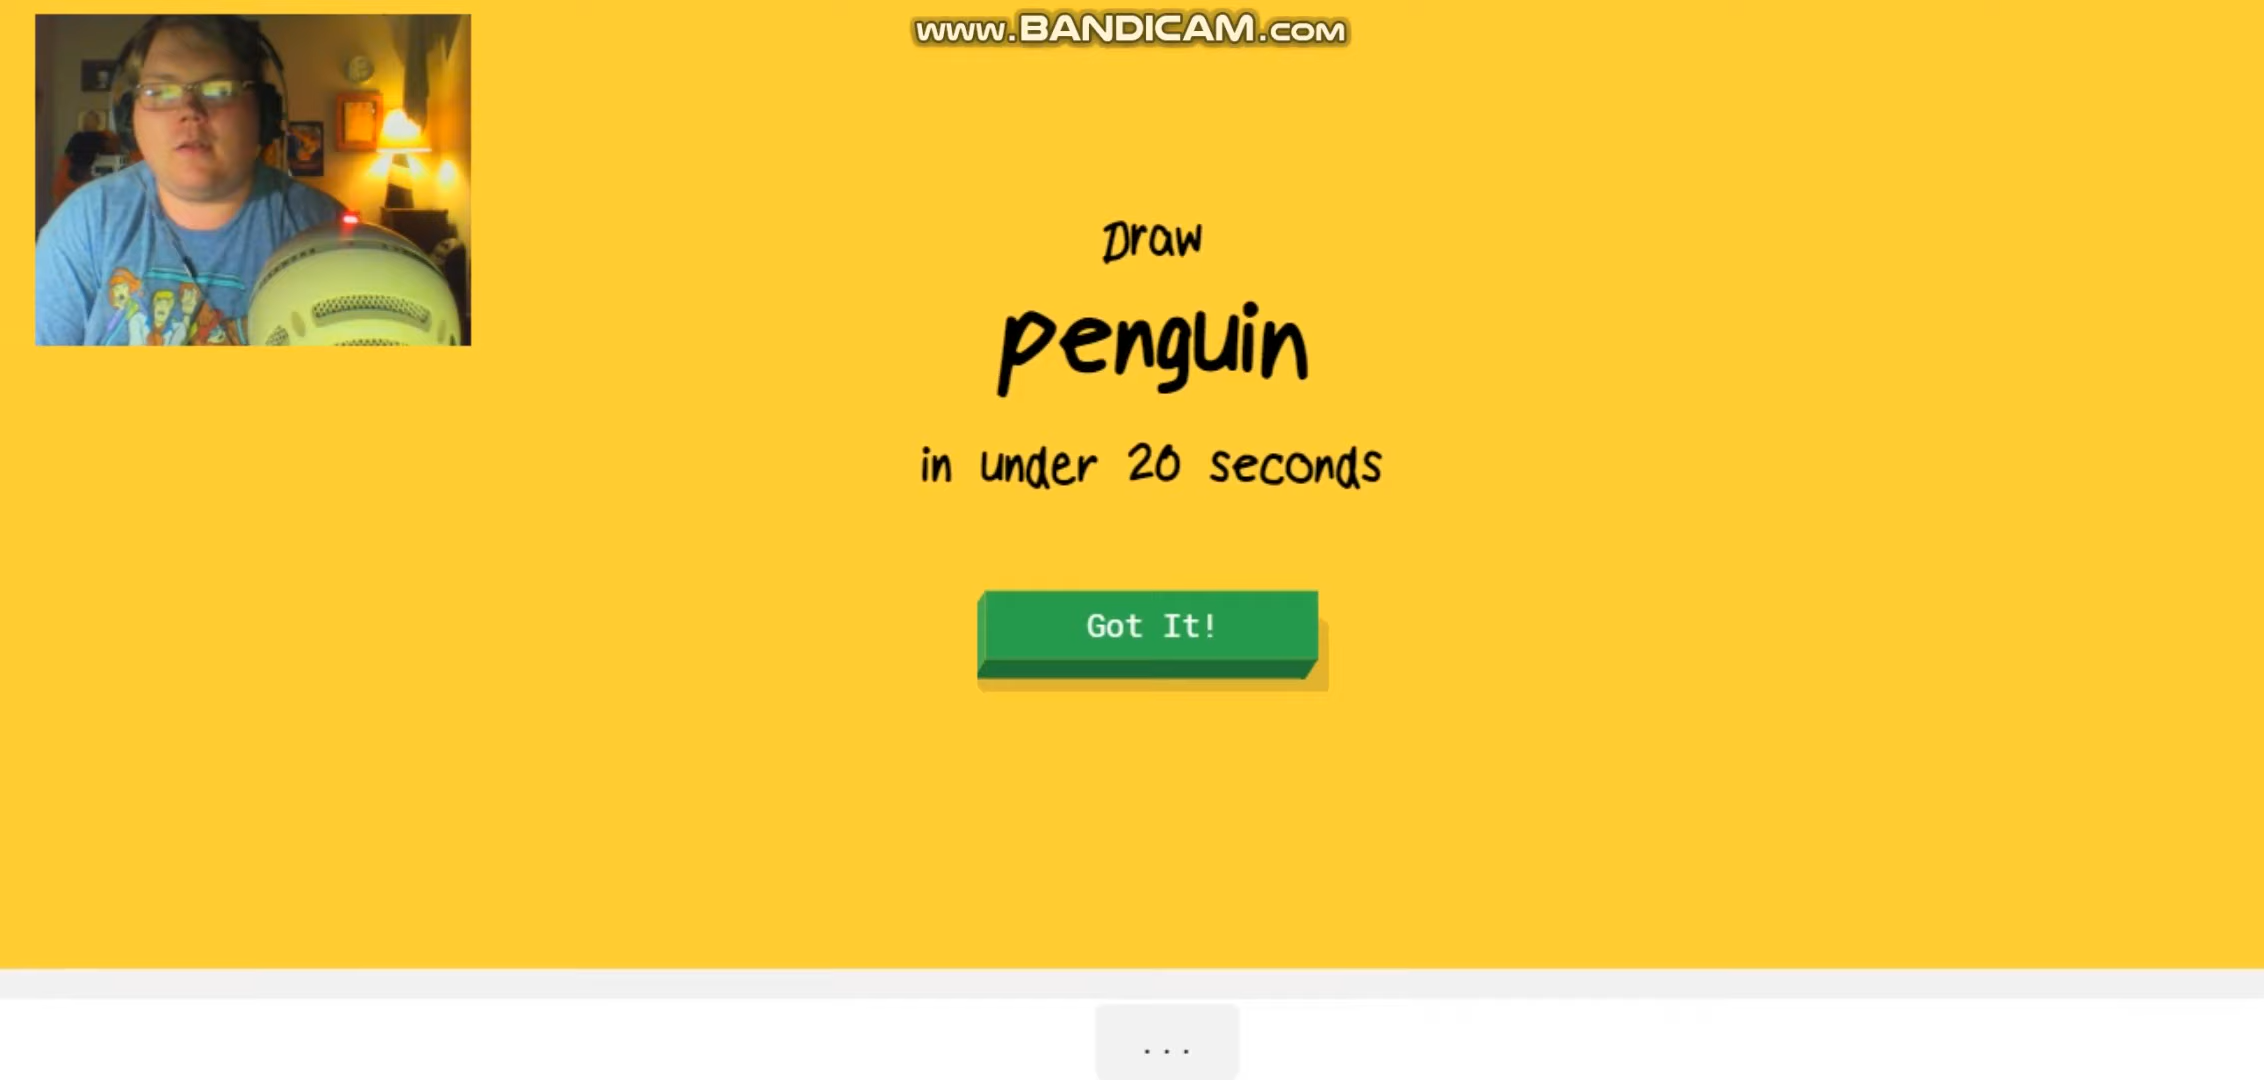 www.BANDICAM.com
Draw
penguin
in under 20 seconds
Got It!
...